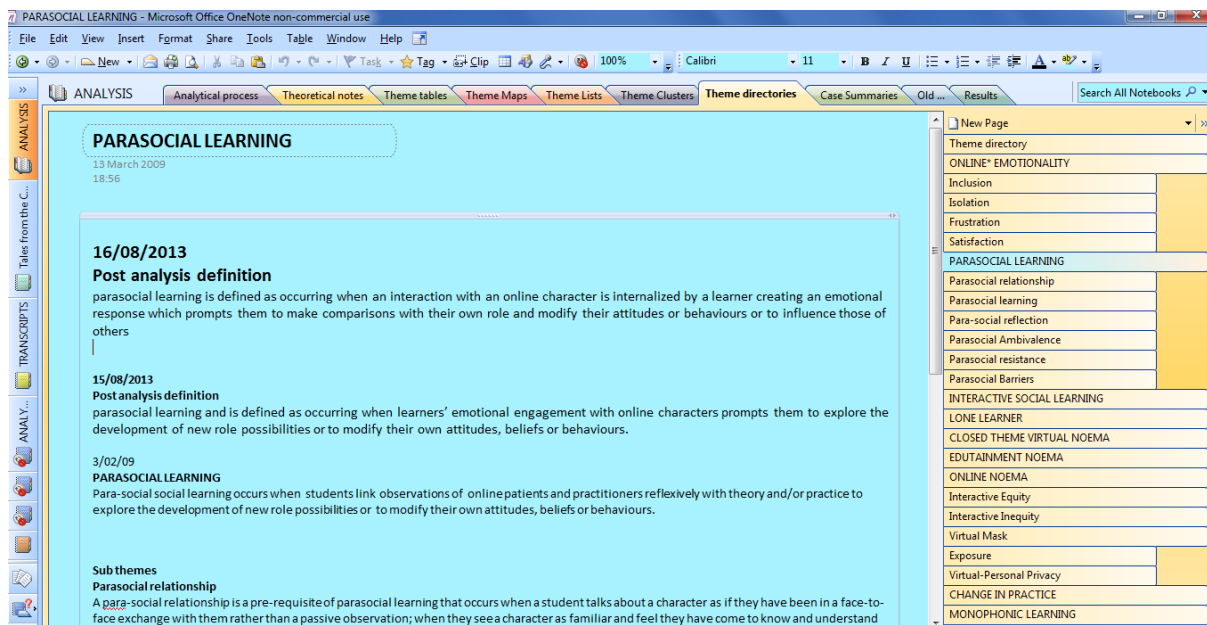 PARASOCIAL LEARNING - Microsoft Office OneNote non-commercial use
File Edit View Insert Format Share Tools Table Window Help
New Task Tag Clip 100% Calibri 11 B I U A ab
ANALYSIS Analytical process Theoretical notes Theme tables Theme Maps Theme Lists Theme Clusters Theme directories Case Summaries Old ... Results Search All Notebooks
ANALYSIS
Tales from the C...
TRANSCRIPTS
ANALY...
PARASOCIAL LEARNING
13 March 2009
18:56
16/08/2013
Post analysis definition
parasocial learning is defined as occurring when an interaction with an online character is internalized by a learner creating an emotional
response which prompts them to make comparisons with their own role and modify their attitudes or behaviours or to influence those of
others
15/08/2013
Post analysis definition
parasocial learning and is defined as occurring when learners' emotional engagement with online characters prompts them to explore the
development of new role possibilities or to modify their own attitudes, beliefs or behaviours.
3/02/09
PARASOCIAL LEARNING
Para-social social learning occurs when students link observations of online patients and practitioners reflexively with theory and/or practice to
explore the development of new role possibilities or to modify their own attitudes, beliefs or behaviours.
Sub themes
Parasocial relationship
A para-social relationship is a pre-requisite of parasocial learning that occurs when a student talks about a character as if they have been in a face-to-
face exchange with them rather than a passive observation; when they see a character as familiar and feel they have come to know and understand
New Page
Theme directory
ONLINE* EMOTIONALITY
Inclusion
Isolation
Frustration
Satisfaction
PARASOCIAL LEARNING
Parasocial relationship
Parasocial learning
Para-social reflection
Parasocial Ambivalence
Parasocial resistance
Parasocial Barriers
INTERACTIVE SOCIAL LEARNING
LONE LEARNER
CLOSED THEME VIRTUAL NOEMA
EDUTAINMENT NOEMA
ONLINE NOEMA
Interactive Equity
Interactive Inequity
Virtual Mask
Exposure
Virtual-Personal Privacy
CHANGE IN PRACTICE
MONOPHONIC LEARNING